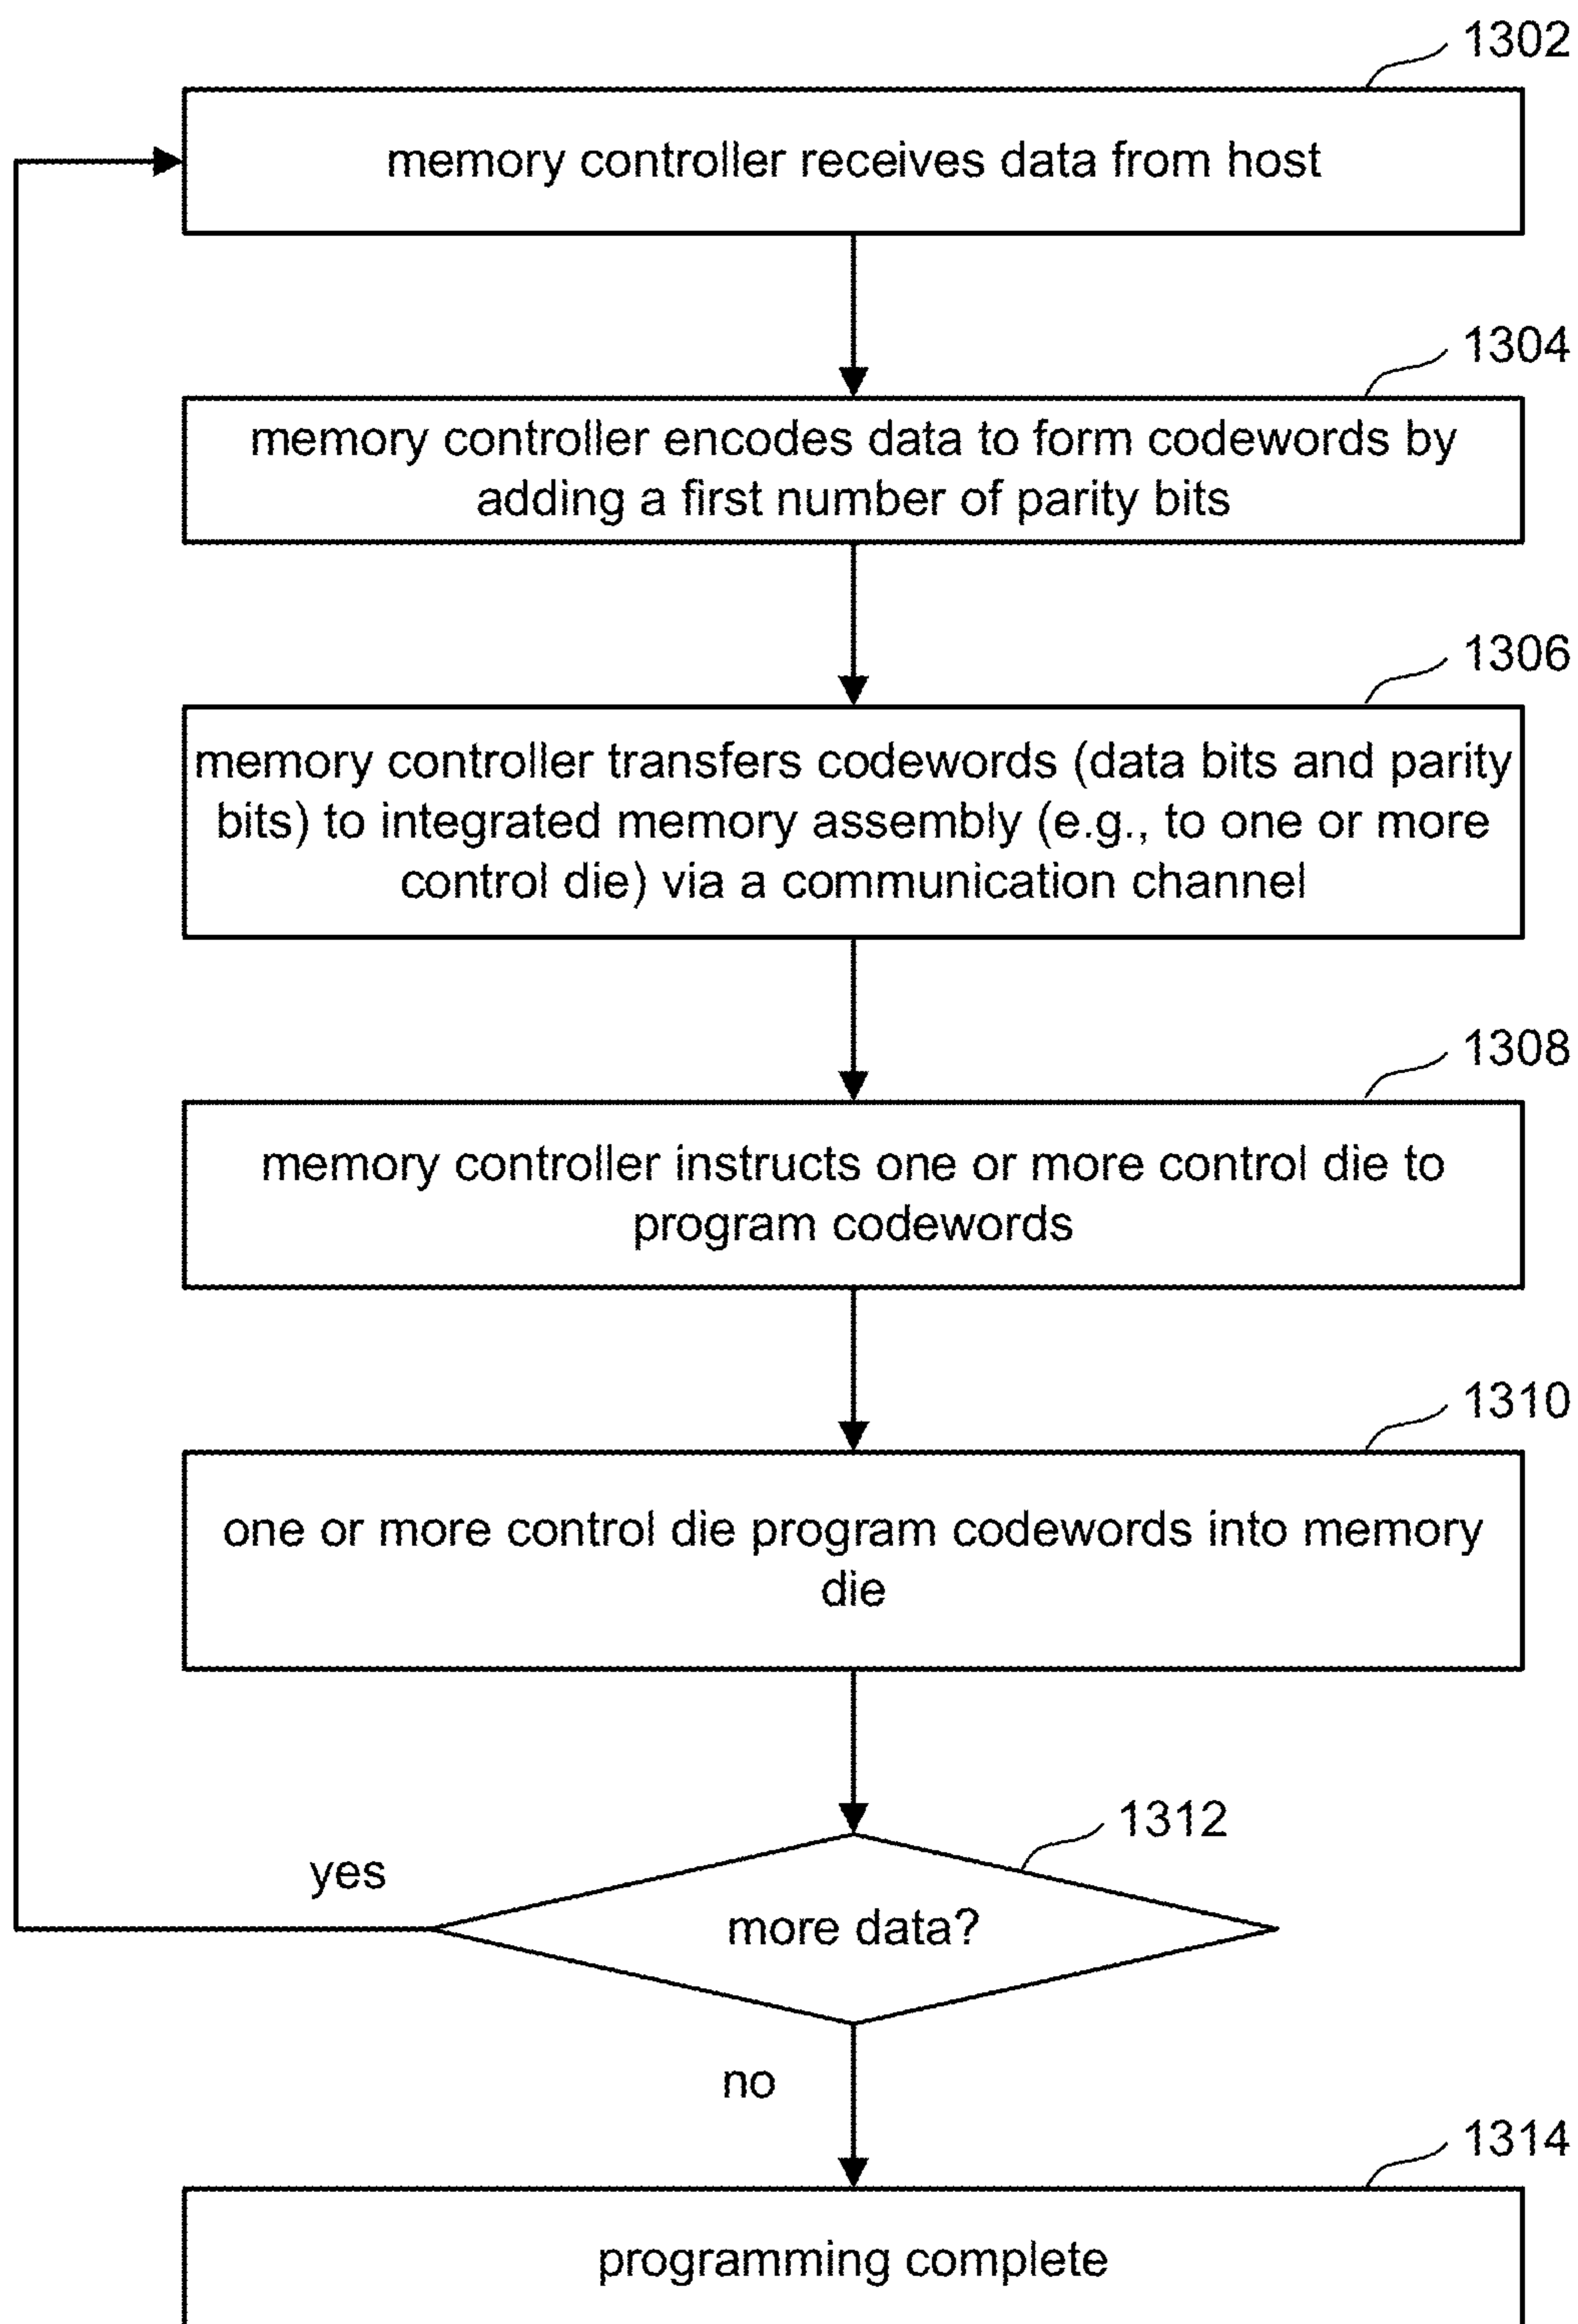 1302
memory controller receives data from host
1304
memory controller encodes data to form codewords by
adding a first number of parity bits
1306
memory controller transfers codewords (data bits and parity
bits) to integrated memory assembly (e.g., to one or more
control die) via a communication channel
1308
memory controller instructs one or more control die to
program codewords
1310
one or more control die program codewords into memory
die
1312
yes
more data?
no
1314
programming complete